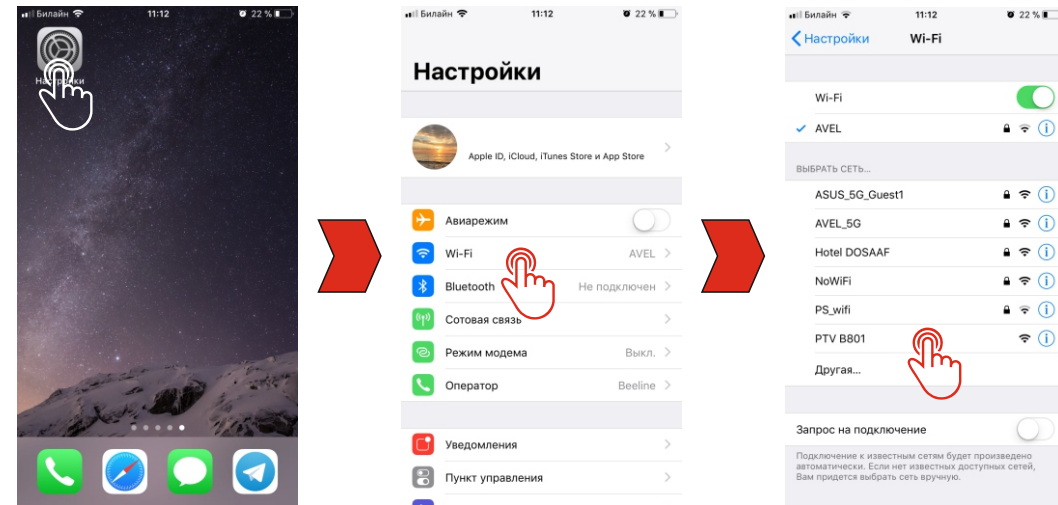 Билайн 11:12 22 %
Настройки
Билайн 11:12 22 %
Настройки
Apple ID, iCloud, iTunes Store и App Store
Авиарежим
Wi-Fi AVEL
Bluetooth Не подключен
Сотовая связь
Режим модема Выкл.
Оператор Beeline
Уведомления
Пункт управления
Билайн 11:12 22 %
Настройки Wi-Fi
Wi-Fi
AVEL
ВЫБРАТЬ СЕТЬ...
ASUS_5G_Guest1
AVEL_5G
Hotel DOSAAF
NoWiFi
PS_wifi
PTV B801
Другая...
Запрос на подключение
Подключение к известным сетям будет произведено
автоматически. Если нет известных доступных сетей,
Вам придется выбрать сеть вручную.